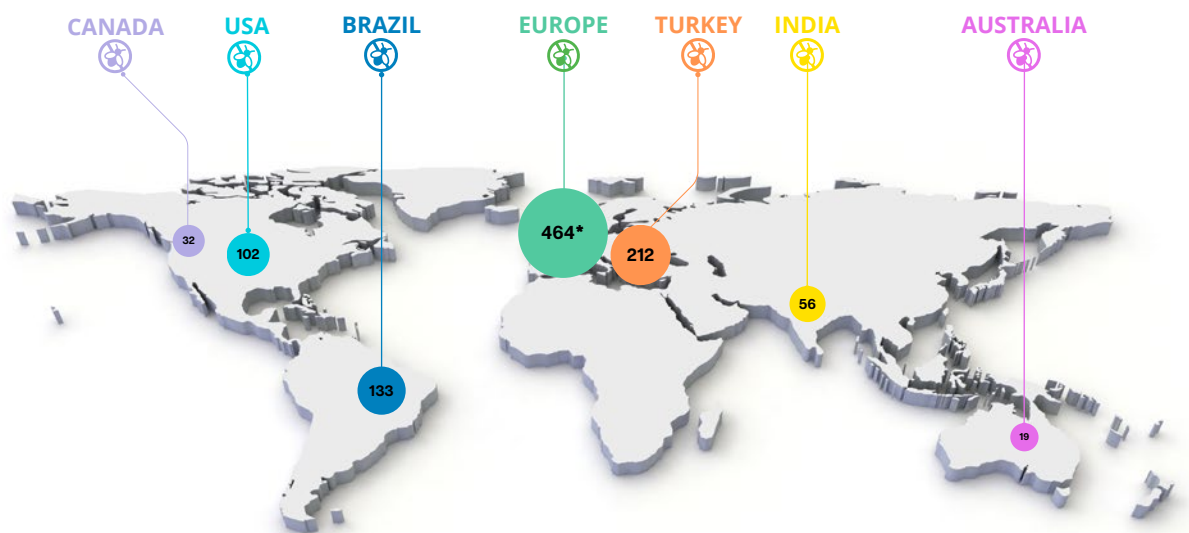 CANADA
USA
BRAZIL
EUROPE
TURKEY
INDIA
AUSTRALIA
32
102
133
464*
212
56
19